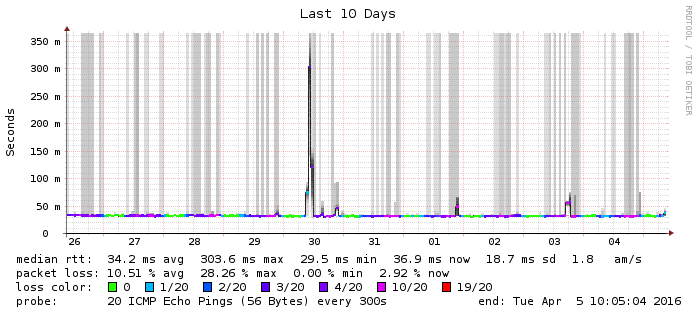 Last 10 Days
RRDTOOL / TOBI OETIKER
Seconds
350 m
300 m
250 m
200 m
150 m
100 m
50 m
0
26 27 28 29 30 31 01 02 03 04
median rtt: 34.2 ms avg 303.6 ms max 29.5 ms min 36.9 ms now 18.7 ms sd 1.8 am/s
packet loss: 10.51 % avg 28.26 % max 0.00 % min 2.92 % now
loss color: 0 1/20 2/20 3/20 4/20 10/20 19/20
probe: 20 ICMP Echo Pings (56 Bytes) every 300s end: Tue Apr 5 10:05:04 2016